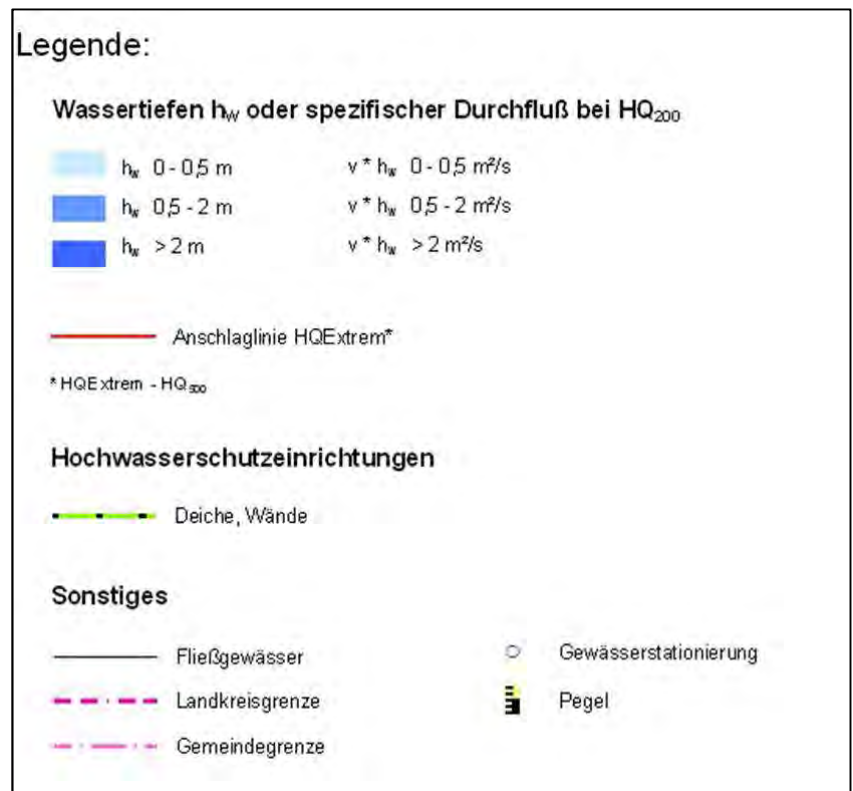 Legende:
Wassertiefen hw oder spezifischer Durchfluß bei HQ200
hw 0 - 0,5 m v * hw 0 - 0,5 m²/s
hw 0,5 - 2 m v * hw 0,5 - 2 m²/s
hw > 2 m v * hw > 2 m²/s
Anschlaglinie HQExtrem*
* HQExtrem - HQ500
Hochwasserschutzeinrichtungen
Deiche, Wände
Sonstiges
Fließgewässer Gewässerstationierung
Landkreisgrenze Pegel
Gemeindegrenze